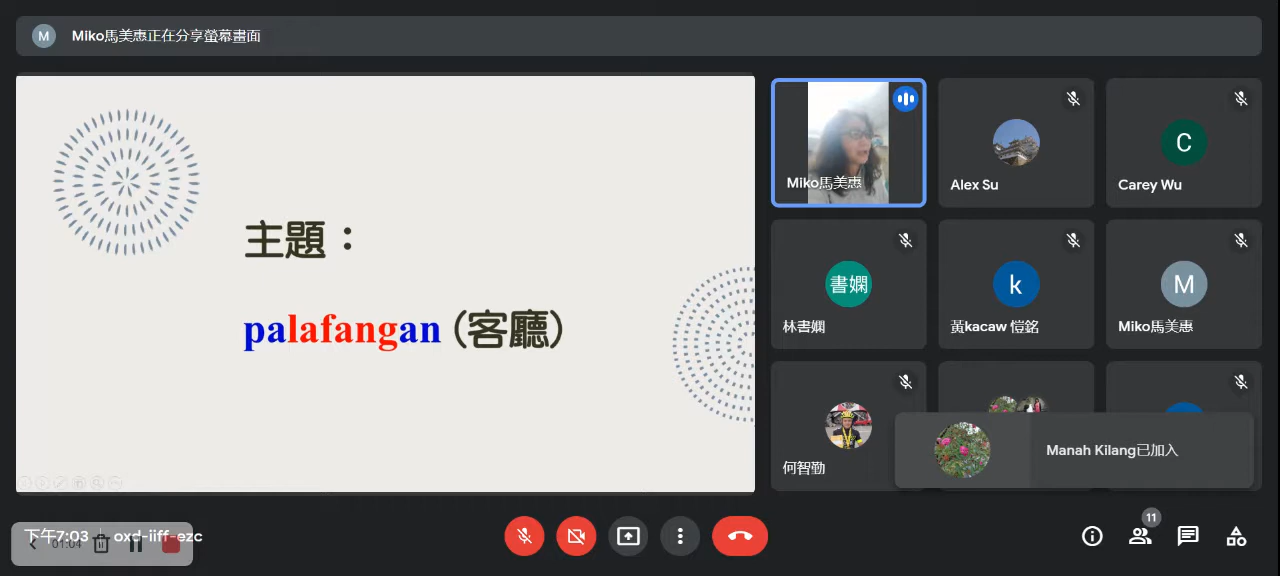 M Miko馬美惠正在分享螢幕畫面
主題：
palafangan (客廳)
Miko馬美惠
Alex Su
C
Carey Wu
書嫻
林書嫻
k
黃kacaw 愷銘
M
Miko馬美惠
何智勤
Manah Kilang已加入
下午7:03 | oxd-iiff-ezc
01:04
11